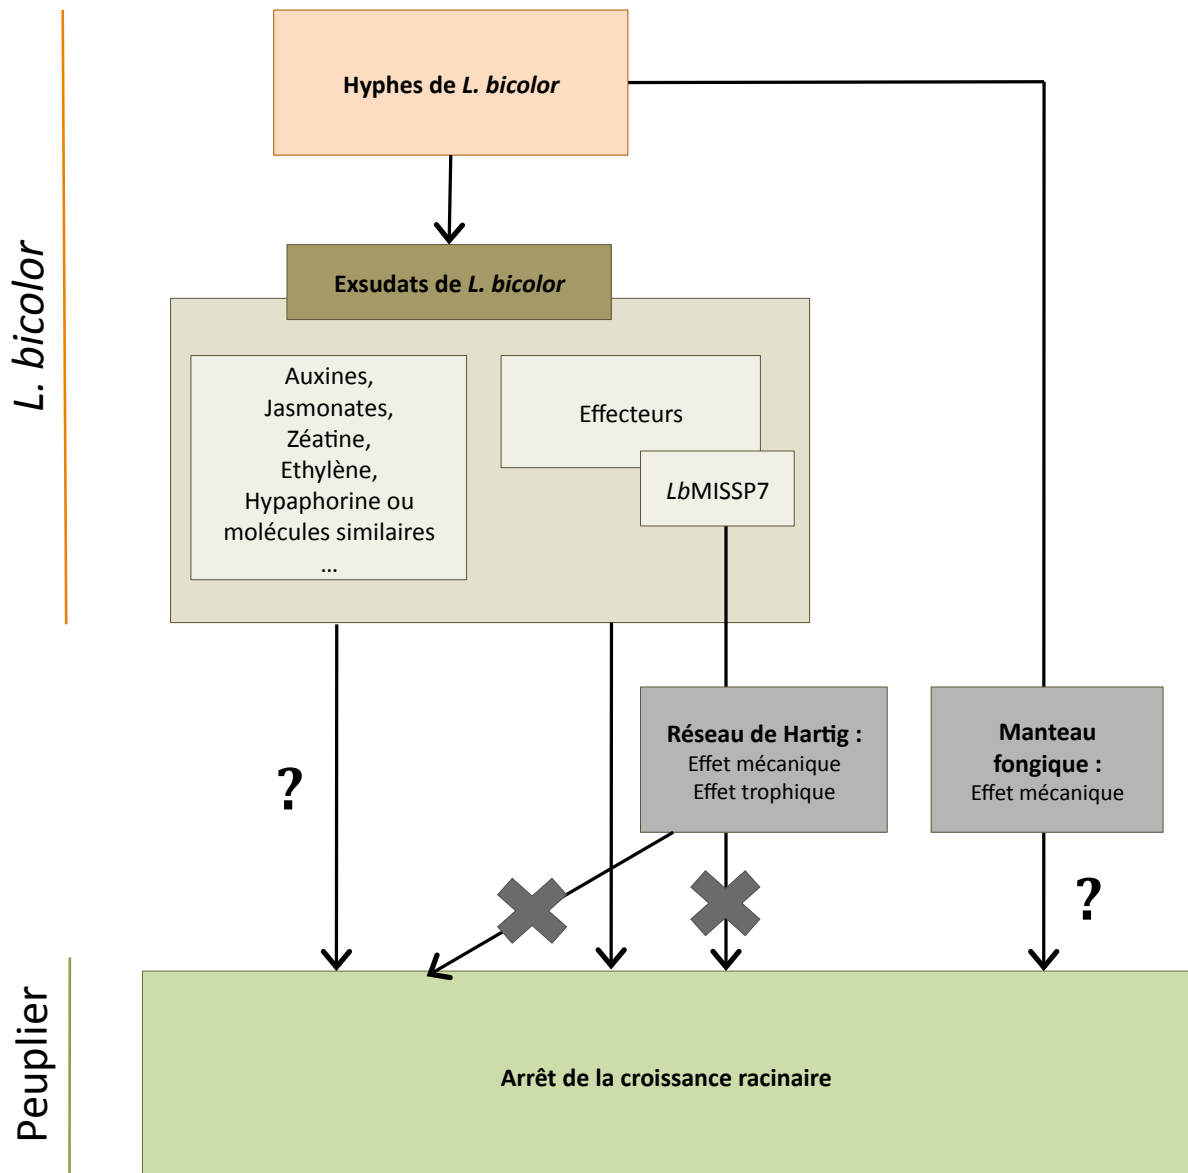 L. bicolor
Hyphes de L. bicolor
Exsudats de L. bicolor
Auxines,
Jasmonates,
Zéatine,
Ethylène,
Hypaphorine ou
molécules similaires
...
Effecteurs
LbMISSP7
Réseau de Hartig :
Effet mécanique
Effet trophique
Manteau
fongique :
Effet mécanique
?
?
Peuplier
Arrêt de la croissance racinaire